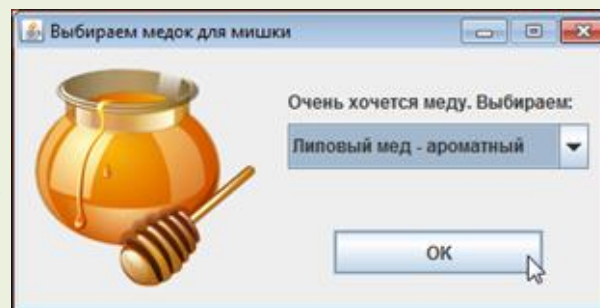 Выбираем медок для мишки
Очень хочется меду. Выбираем:
Липовый мед - ароматный
OK